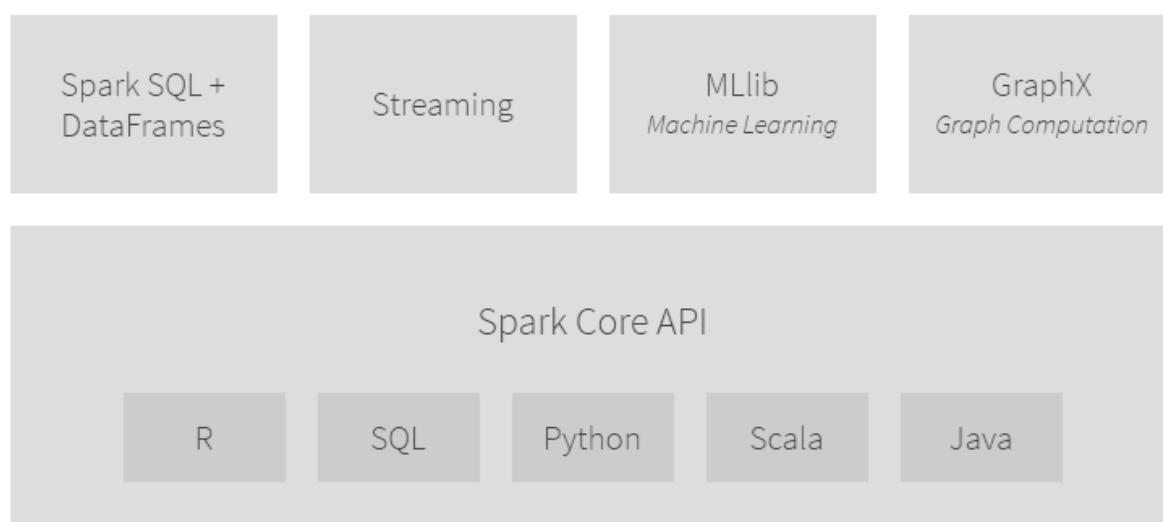 Spark SQL +
DataFrames
Streaming
MLlib
Machine Learning
GraphX
Graph Computation
Spark Core API
R
SQL
Python
Scala
Java